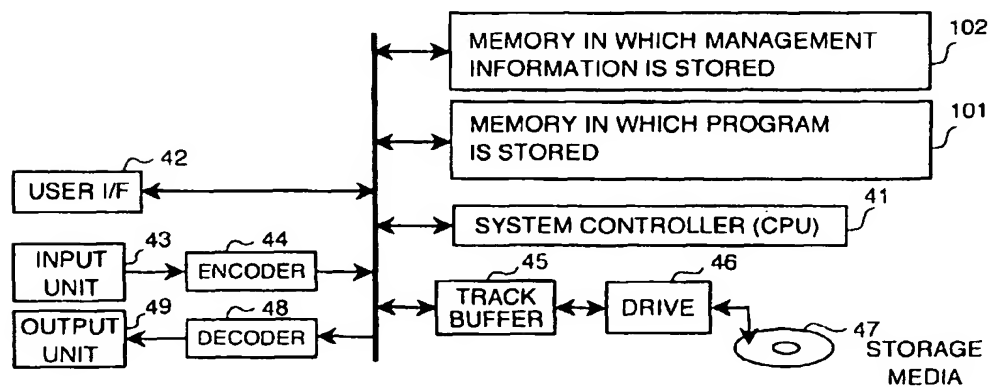 102
MEMORY IN WHICH MANAGEMENT
INFORMATION IS STORED
101
MEMORY IN WHICH PROGRAM
IS STORED
42
USER I/F
41
SYSTEM CONTROLLER (CPU)
43
INPUT
UNIT
44
ENCODER
45
TRACK
BUFFER
46
DRIVE
49
OUTPUT
UNIT
48
DECODER
47
STORAGE
MEDIA